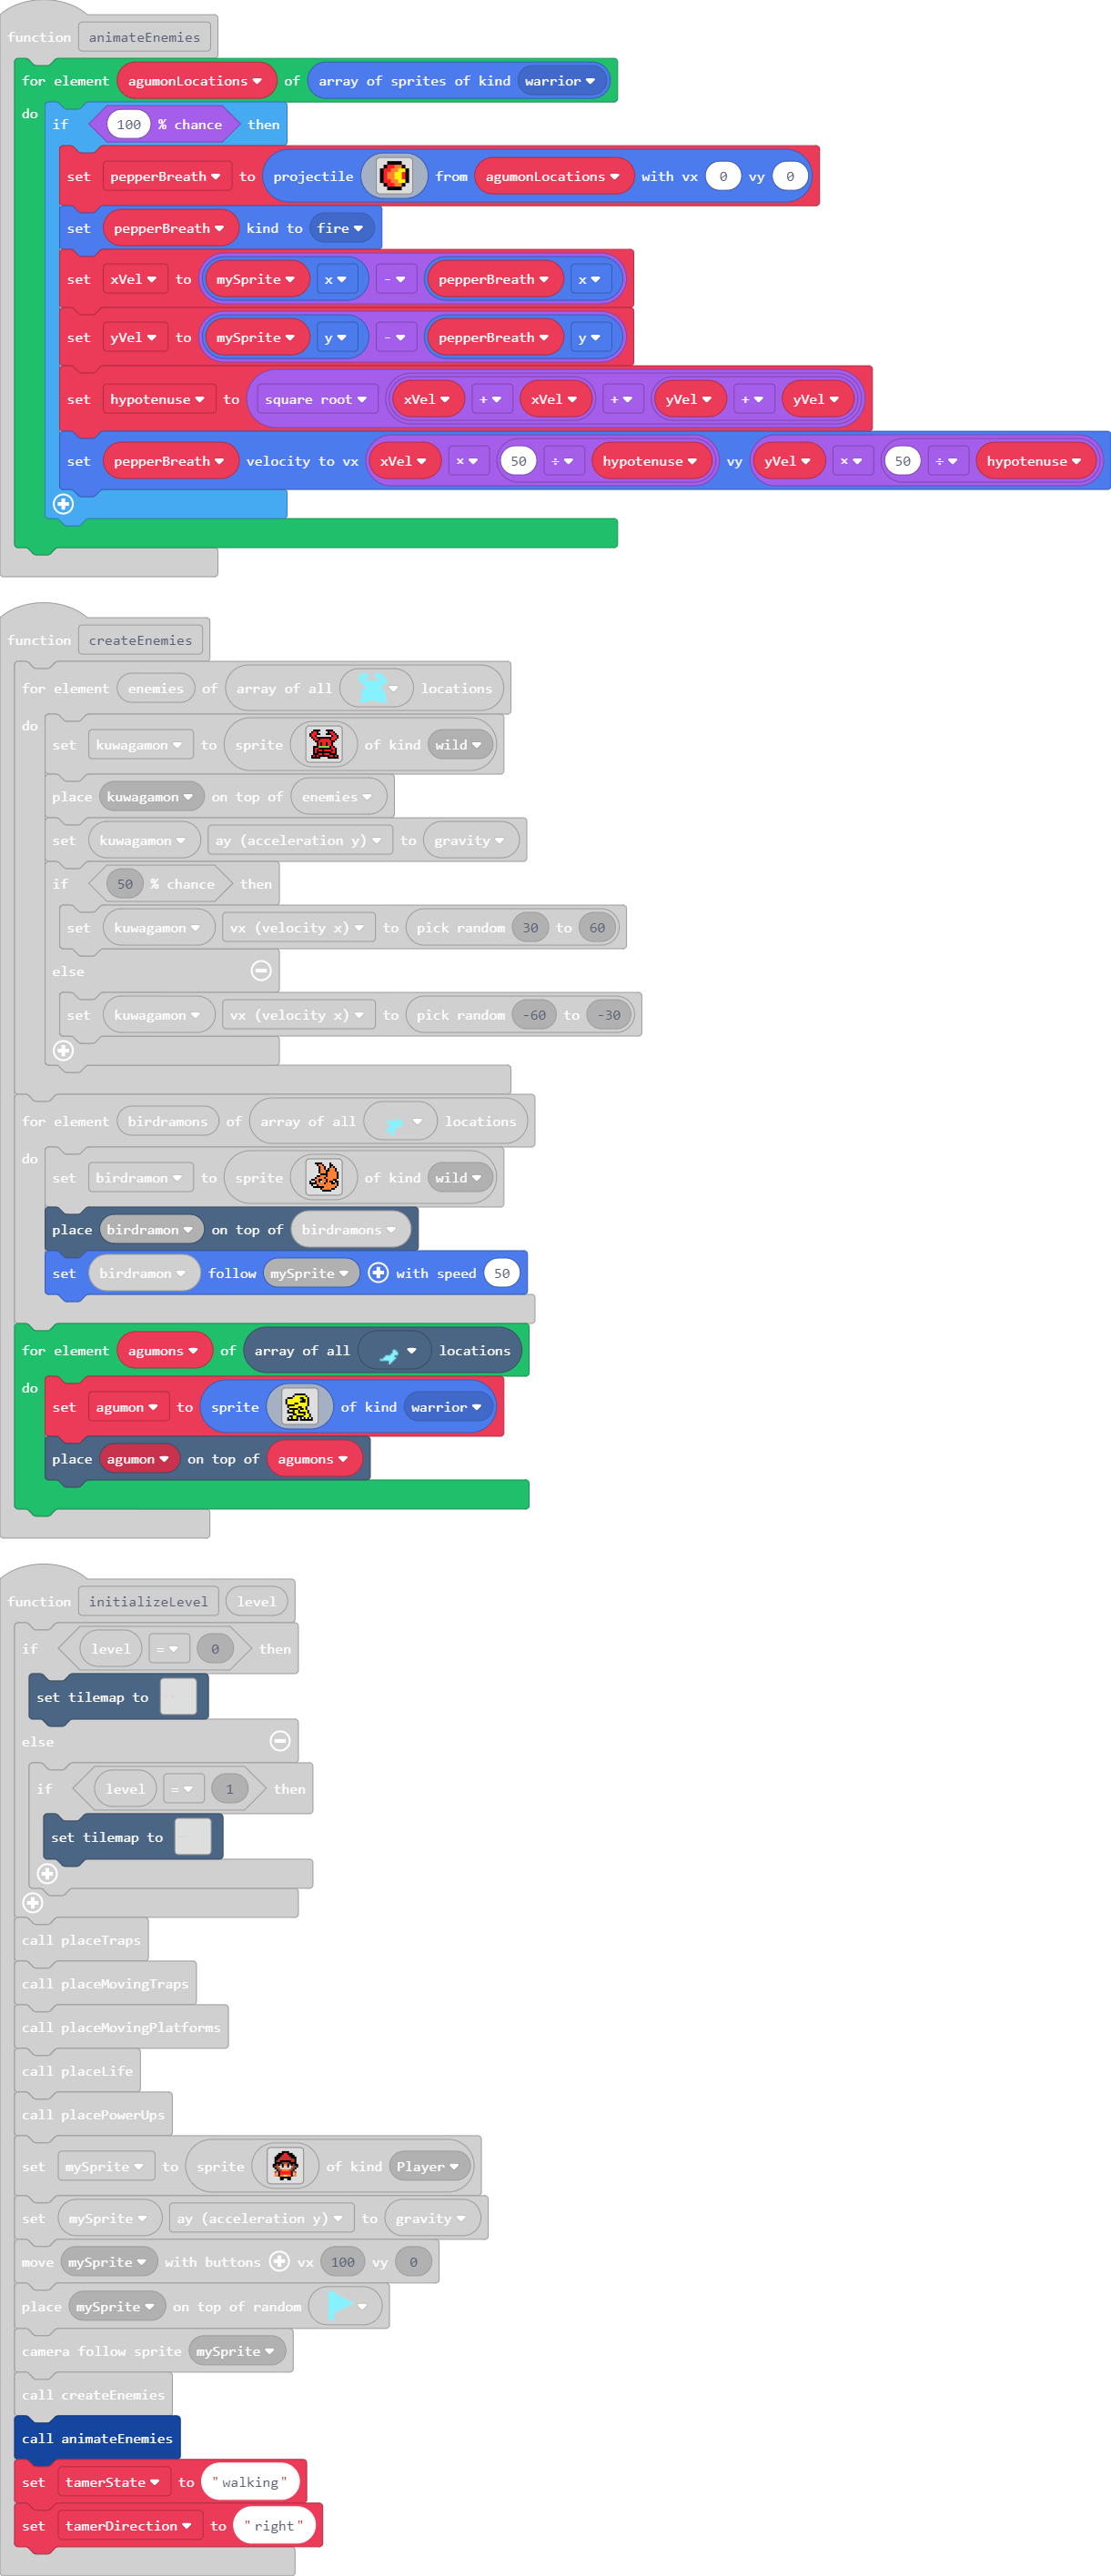 function animateEnemies
for element agumonLocations of array of sprites of kind warrior
do
if 100 % chance then
set pepperBreath to projectile from agumonLocations with vx 0 vy 0
set pepperBreath kind to fire
set xVel to mySprite x - pepperBreath x
set yVel to mySprite y - pepperBreath y
set hypotenuse to square root xVel + xVel + yVel + yVel
set pepperBreath velocity to vx xVel × 50 ÷ hypotenuse vy yVel × 50 ÷ hypotenuse
function createEnemies
for element enemies of array of all locations
do
set kuwagamon to sprite of kind wild
place kuwagamon on top of enemies
set kuwagamon ay (acceleration y) to gravity
if 50 % chance then
set kuwagamon vx (velocity x) to pick random 30 to 60
else
set kuwagamon vx (velocity x) to pick random -60 to -30
for element birdramons of array of all locations
do
set birdramon to sprite of kind wild
place birdramon on top of birdramons
set birdramon follow mySprite with speed 50
for element agumons of array of all locations
do
set agumon to sprite of kind warrior
place agumon on top of agumons
function initializeLevel level
if level = 0 then
set tilemap to
else
if level = 1 then
set tilemap to
call placeTraps
call placeMovingTraps
call placeMovingPlatforms
call placeLife
call placePowerUps
set mySprite to sprite of kind Player
set mySprite ay (acceleration y) to gravity
move mySprite with buttons vx 100 vy 0
place mySprite on top of random
camera follow sprite mySprite
call createEnemies
call animateEnemies
set tamerState to "walking"
set tamerDirection to "right"